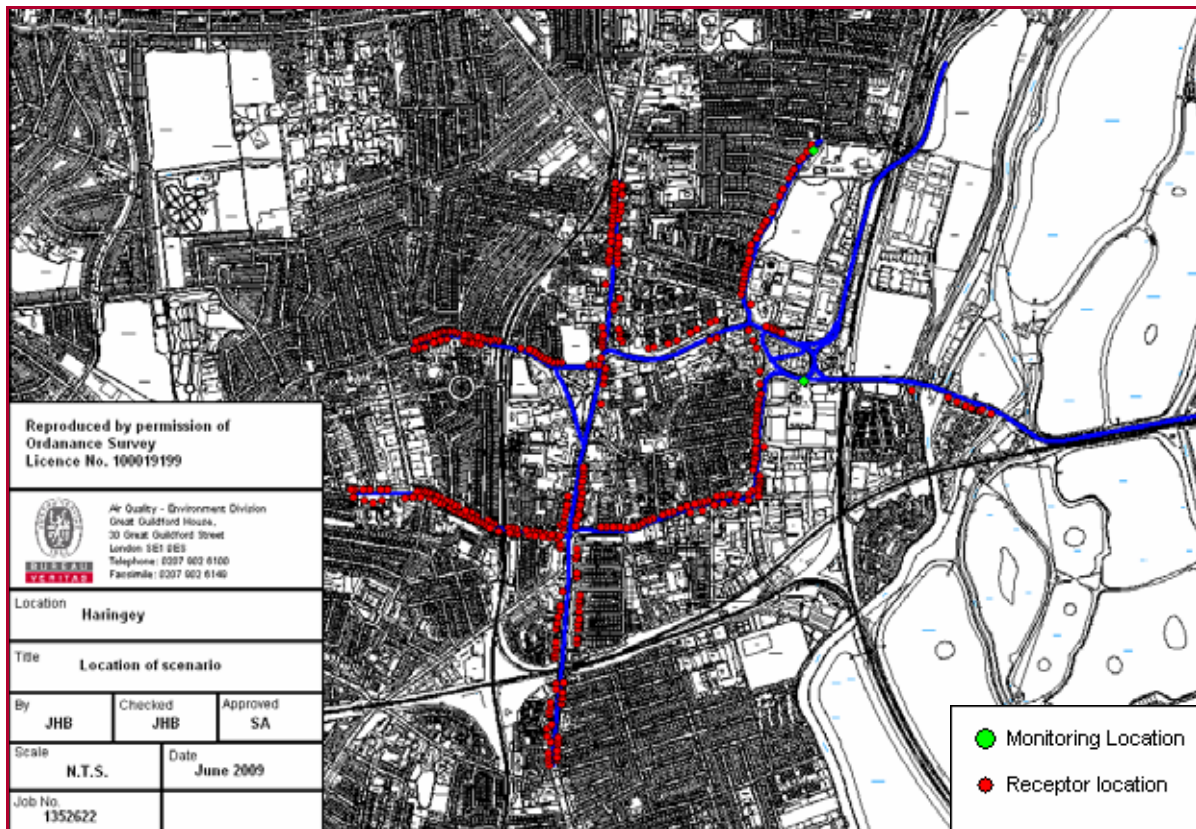 Reproduced by permission of
Ordanance Survey
Licence No. 100019199
BUREAU
VERITAS
Air Quality - Environment Division
Great Guildford House,
30 Great Guildford Street
London SE1 0ES
Telephone: 0207 902 6100
Facsimile: 0207 902 6149
Location
Haringey
Title
Location of scenario
By
JHB
Checked
JHB
Approved
SA
Scale
N.T.S.
Date
June 2009
Job No.
1352622
Monitoring Location
Receptor location